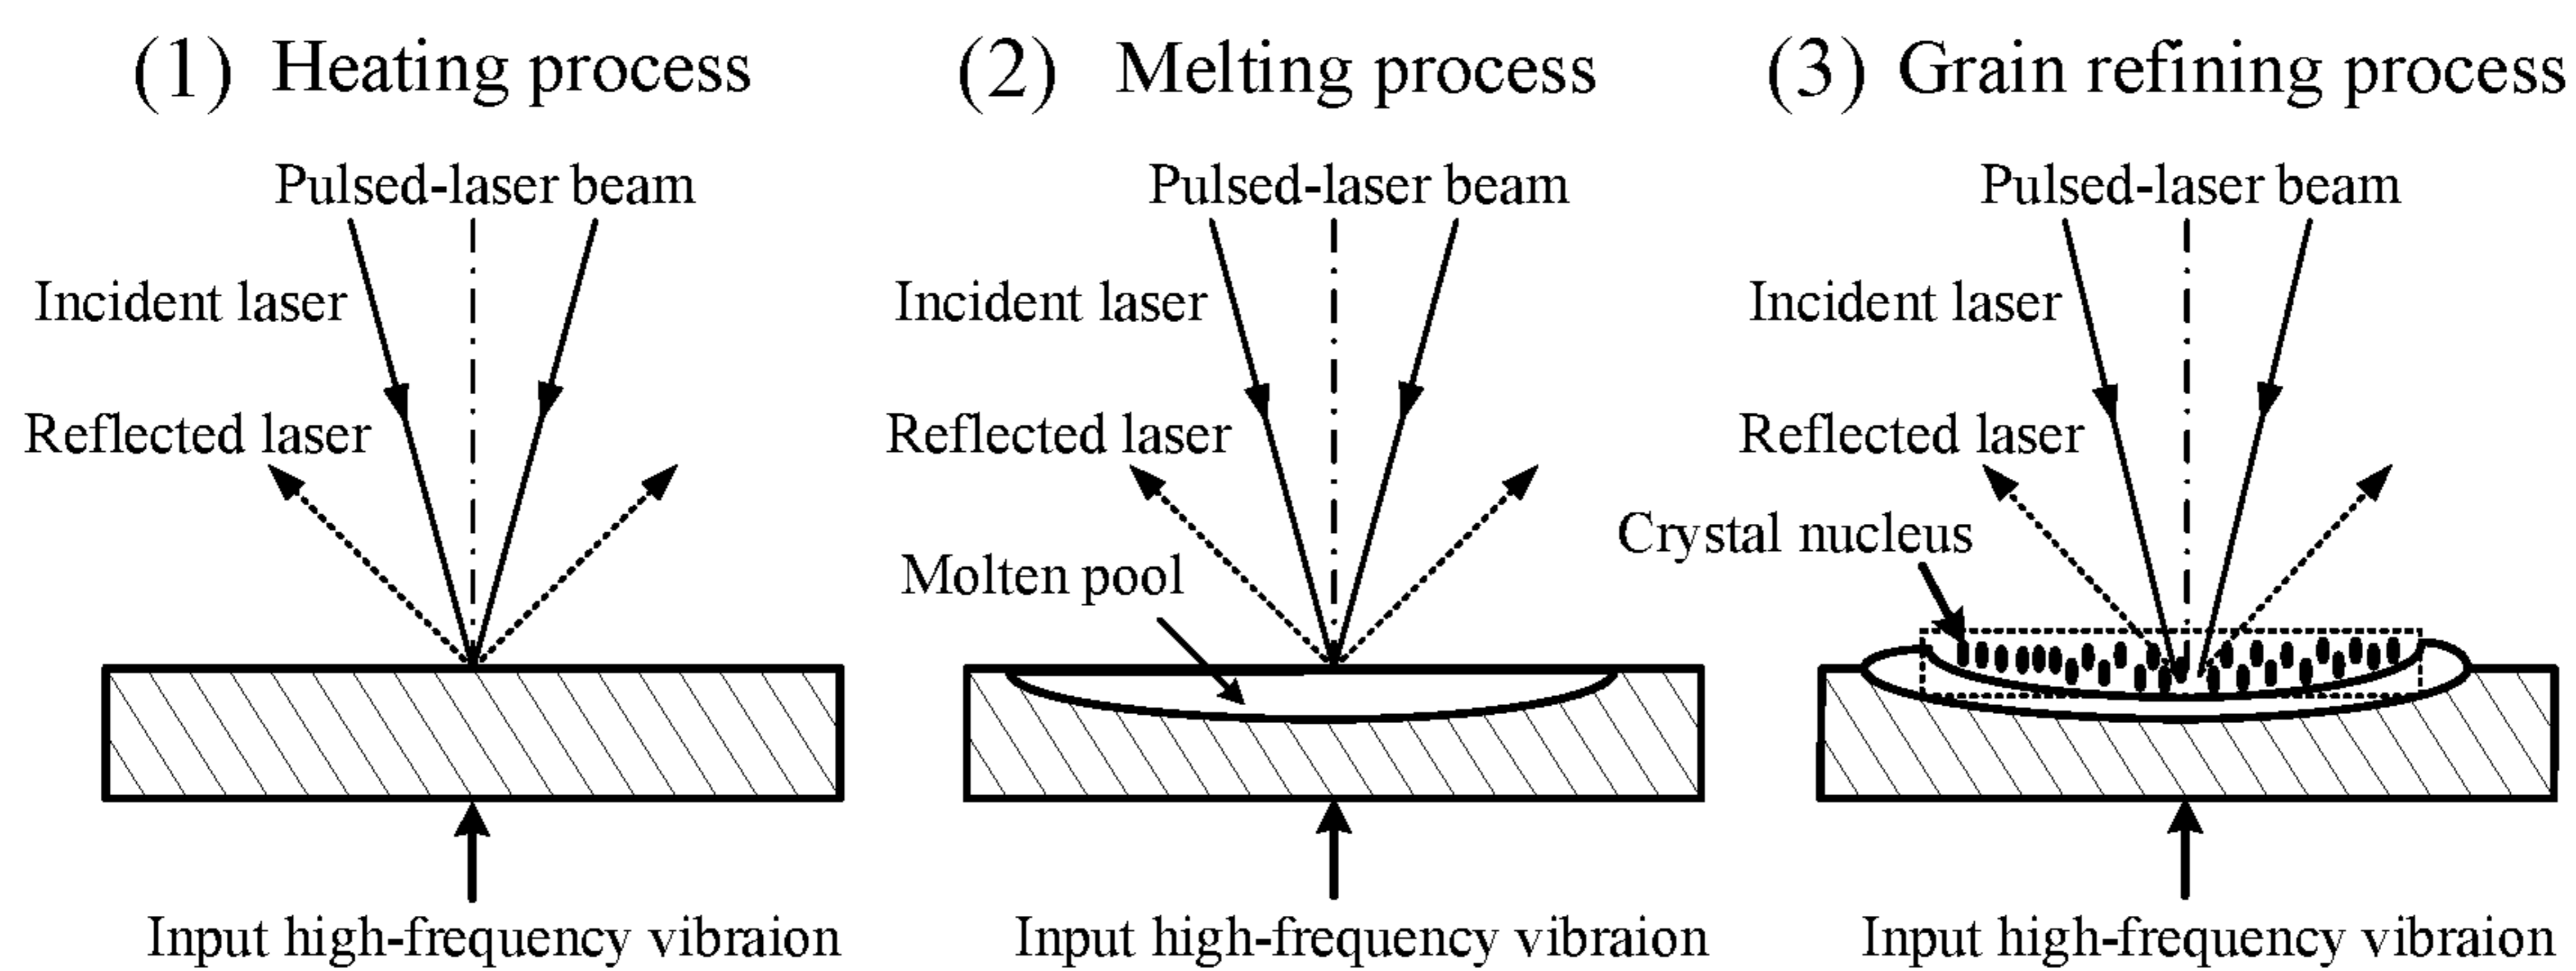 (1) Heating process
Pulsed-laser beam
Incident laser
Reflected laser
Input high-frequency vibraion
(2) Melting process
Pulsed-laser beam
Incident laser
Reflected laser
Molten pool
Input high-frequency vibraion
(3) Grain refining process
Pulsed-laser beam
Incident laser
Reflected laser
Crystal nucleus
Input high-frequency vibraion